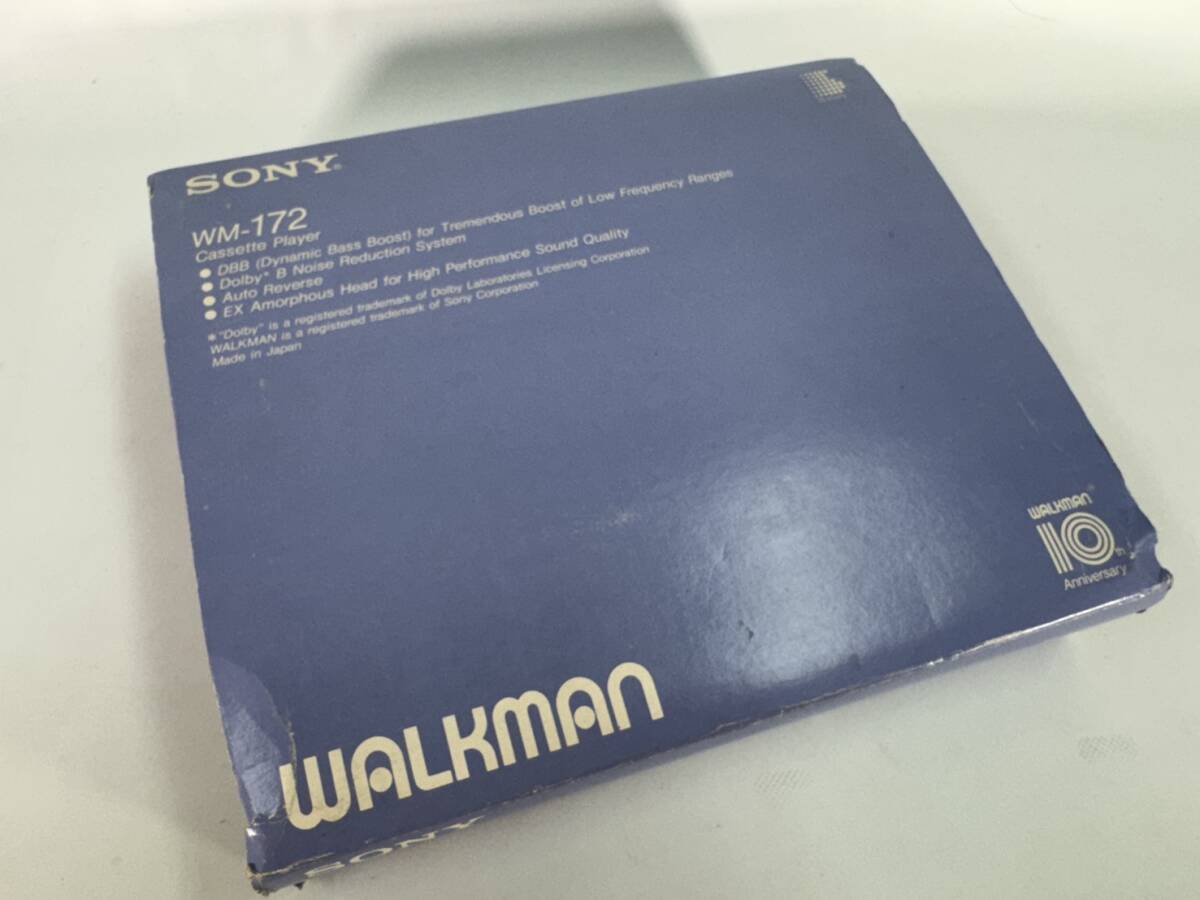 SONY®
WM-172
Cassette Player
● DBB (Dynamic Bass Boost) for Tremendous Boost of Low Frequency Ranges
● Dolby* B Noise Reduction System
● Auto Reverse
● EX Amorphous Head for High Performance Sound Quality
* "Dolby" is a registered trademark of Dolby Laboratories Licensing Corporation
WALKMAN is a registered trademark of Sony Corporation
Made in Japan
WALKMAN
10th
Anniversary
WALKMAN
SONY